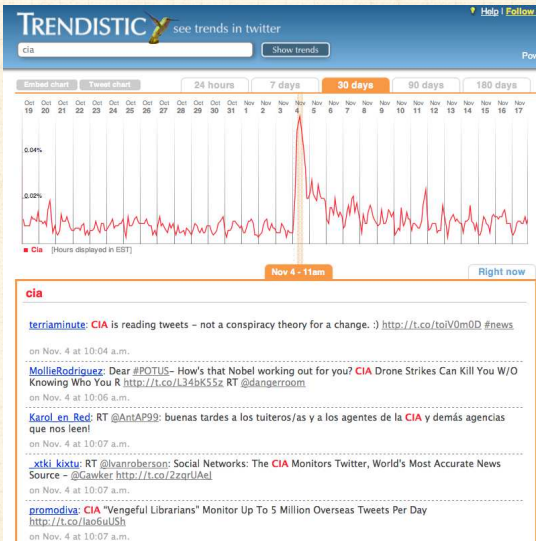 Help | Follow
TRENDISTIC see trends in twitter
cia Show trends
Embed chart Tweet chart 24 hours 7 days 30 days 90 days 180 days
Oct Oct Oct Oct Oct Oct Oct Oct Oct Oct Oct Oct Oct Nov Nov Nov Nov Nov Nov Nov Nov Nov Nov Nov Nov Nov Nov Nov Nov Nov
19 20 21 22 23 24 25 26 27 28 29 30 31 1 2 3 4 5 6 7 8 9 10 11 12 13 14 15 16 17
0.04%
0.02%
Cia [Hours displayed in EST]
Nov 4 - 11am Right now
cia
terriaminute: CIA is reading tweets – not a conspiracy theory for a change. :) http://t.co/toiV0m0D #news
on Nov. 4 at 10:04 a.m.
MollieRodriguez: Dear #POTUS– How's that Nobel working out for you? CIA Drone Strikes Can Kill You W/O
Knowing Who You R http://t.co/L34bK55z RT @dangerroom
on Nov. 4 at 10:06 a.m.
Karol_en_Red: RT @AntAP99: buenas tardes a los tuiteros/as y a los agentes de la CIA y demás agencias
que nos leen!
on Nov. 4 at 10:07 a.m.
_xtki_kixtu: RT @Ivanroberson: Social Networks: The CIA Monitors Twitter, World's Most Accurate News
Source – @Gawker http://t.co/2zqrUAeJ
on Nov. 4 at 10:07 a.m.
promodiva: CIA "Vengeful Librarians" Monitor Up To 5 Million Overseas Tweets Per Day
http://t.co/Iao6uUSh
on Nov. 4 at 10:07 a.m.